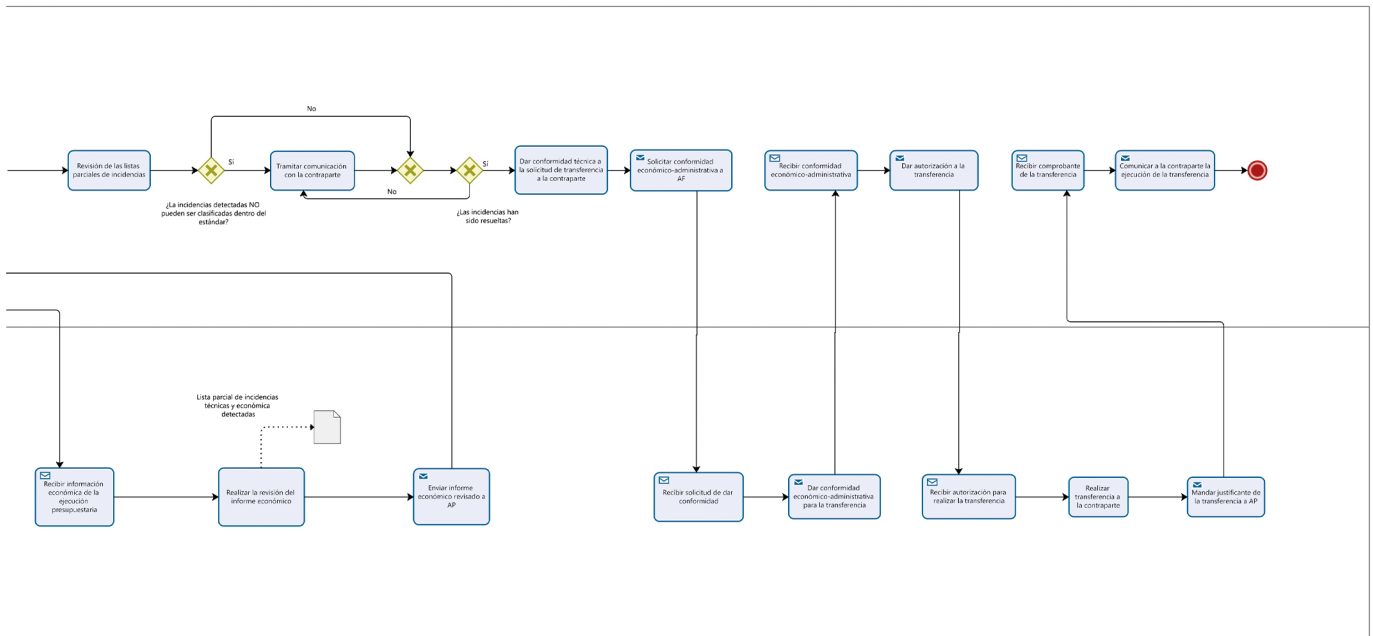 No
Revisión de las listas
parciales de incidencias
Sí
¿La incidencias detectadas NO
pueden ser clasificadas dentro del
estándar?
Tramitar comunicación
con la contraparte
No
Sí
¿Las incidencias han
sido resueltas?
Dar conformidad técnica a
la solicitud de transferencia
a la contraparte
Solicitar conformidad
económico-administrativa a
AF
Recibir conformidad
económico-administrativa
Dar autorización a la
transferencia
Recibir comprobante
de la transferencia
Comunicar a la contraparte la
ejecución de la transferencia
Lista parcial de incidencias
técnicas y económica
detectadas
Recibir información
económica de la
ejecución
presupuestaria
Realizar la revisión del
informe económico
Enviar informe
económico revisado a
AP
Recibir solicitud de dar
conformidad
Dar conformidad
económico-administrativa
para la transferencia
Recibir autorización para
realizar la transferencia
Realizar
transferencia a
la contraparte
Mandar justificante de
la transferencia a AP